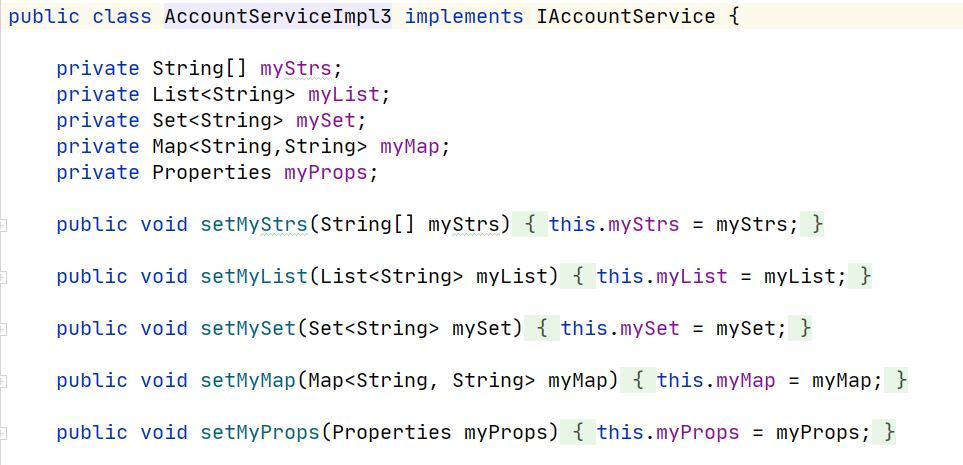 public class AccountServiceImpl3 implements IAccountService {
private String[] myStrs;
private List<String> myList;
private Set<String> mySet;
private Map<String,String> myMap;
private Properties myProps;
public void setMyStrs(String[] myStrs) { this.myStrs = myStrs; }
public void setMyList(List<String> myList) { this.myList = myList; }
public void setMySet(Set<String> mySet) { this.mySet = mySet; }
public void setMyMap(Map<String, String> myMap) { this.myMap = myMap; }
public void setMyProps(Properties myProps) { this.myProps = myProps; }